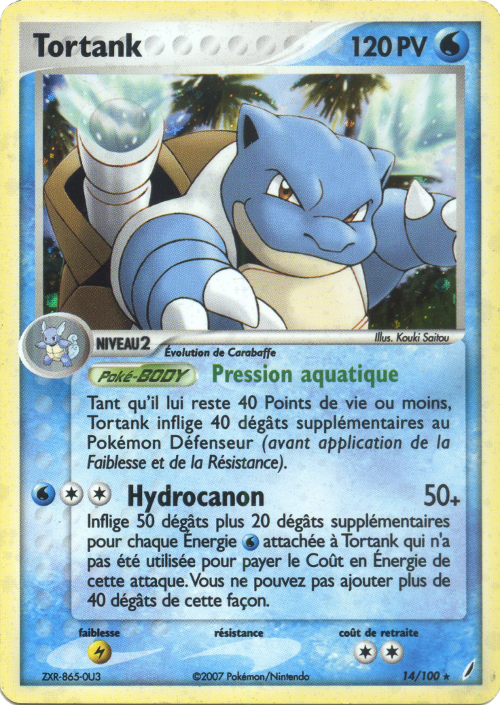 Tortank 120 PV
Illus. Kouki Saitou
NIVEAU 2 Évolution de Carabaffe
Poké-BODY Pression aquatique
Tant qu'il lui reste 40 Points de vie ou moins,
Tortank inflige 40 dégâts supplémentaires au
Pokémon Défenseur (avant application de la
Faiblesse et de la Résistance).
Hydrocanon 50+
Inflige 50 dégâts plus 20 dégâts supplémentaires
pour chaque Énergie attachée à Tortank qui n'a
pas été utilisée pour payer le Coût en Énergie de
cette attaque. Vous ne pouvez pas ajouter plus de
40 dégâts de cette façon.
faiblesse résistance coût de retraite
ZXR-865-0U3 ©2007 Pokémon/Nintendo 14/100 ★